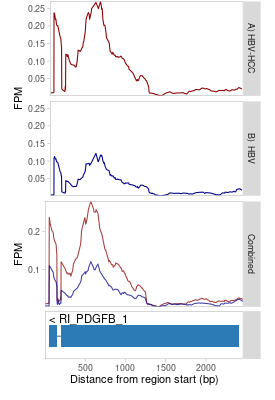 0.25
0.20
0.15
0.10
0.05
FPM
A) HBV-HCC
0.25
0.20
0.15
0.10
0.05
B) HBV
0.2
0.1
FPM
Combined
< RI_PDGFB_1
500 1000 1500 2000
Distance from region start (bp)